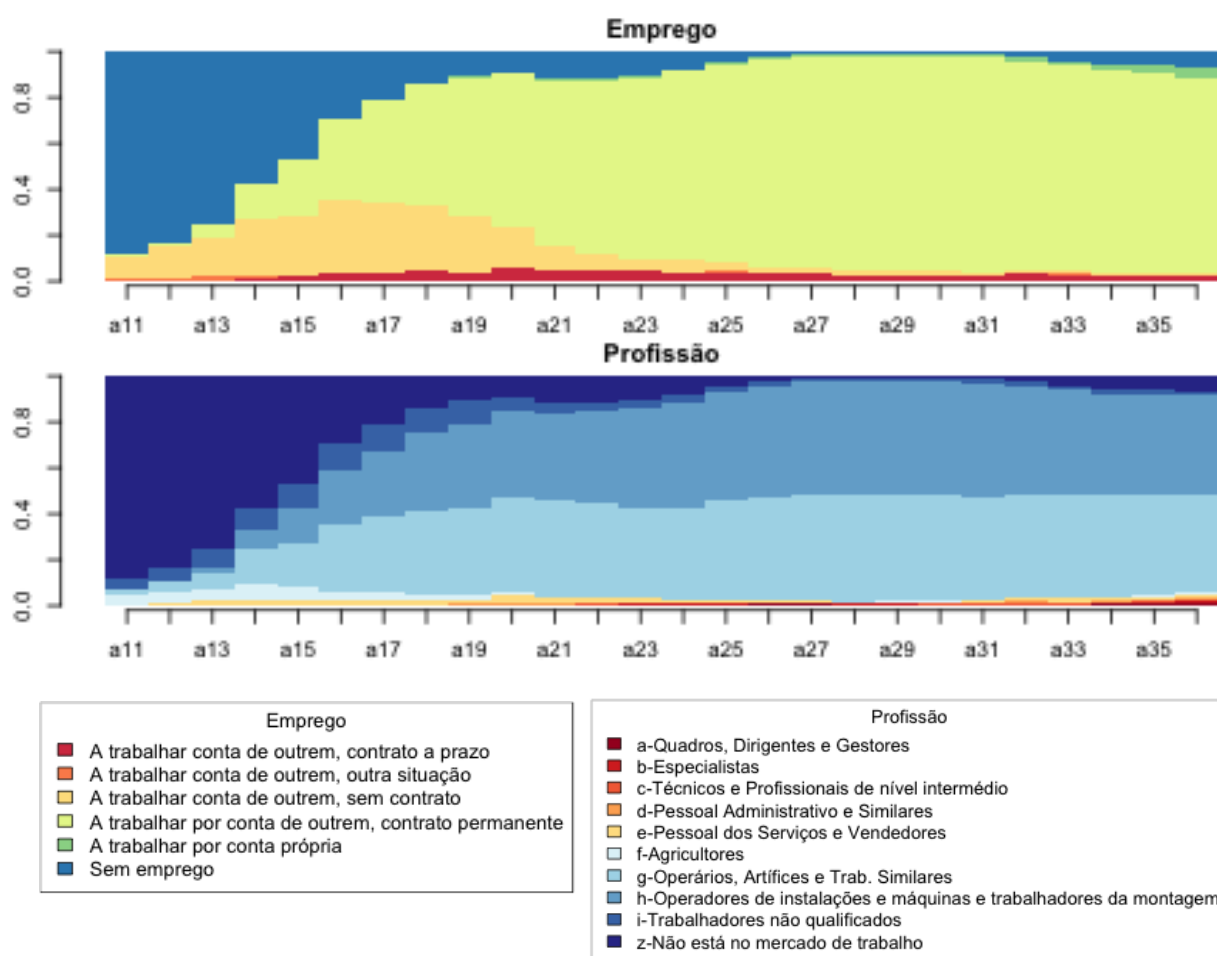 Emprego
0.8
0.4
0.0
a11 a13 a15 a17 a19 a21 a23 a25 a27 a29 a31 a33 a35
Profissão
0.8
0.4
0.0
a11 a13 a15 a17 a19 a21 a23 a25 a27 a29 a31 a33 a35
Emprego
A trabalhar conta de outrem, contrato a prazo
A trabalhar conta de outrem, outra situação
A trabalhar conta de outrem, sem contrato
A trabalhar por conta de outrem, contrato permanente
A trabalhar por conta própria
Sem emprego
Profissão
a-Quadros, Dirigentes e Gestores
b-Especialistas
c-Técnicos e Profissionais de nível intermédio
d-Pessoal Administrativo e Similares
e-Pessoal dos Serviços e Vendedores
f-Agricultores
g-Operários, Artífices e Trab. Similares
h-Operadores de instalações e máquinas e trabalhadores da montagem
i-Trabalhadores não qualificados
z-Não está no mercado de trabalho